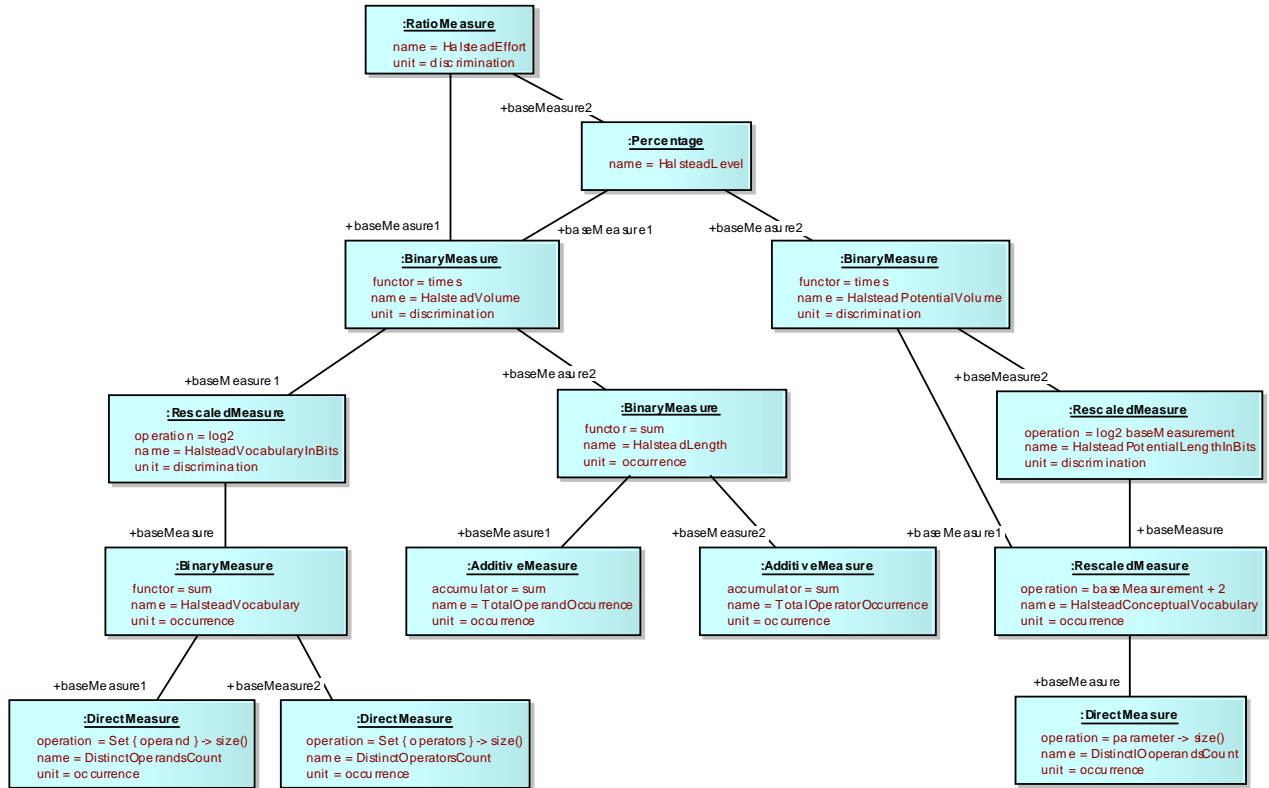 :RatioMeasure
name = HalsteadEffort
unit = discrimination
+baseMeasure2
:Percentage
name = HalsteadLevel
+baseMeasure1
+baseMeasure1
+baseMeasure2
:BinaryMeasure
functor = times
name = HalsteadVolume
unit = discrimination
:BinaryMeasure
functor = times
name = HalsteadPotentialVolume
unit = discrimination
+baseMeasure1
+baseMeasure2
+baseMeasure2
:RescaledMeasure
operation = log2
name = HalsteadVocabularyInBits
unit = discrimination
:BinaryMeasure
functor = sum
name = HalsteadLength
unit = occurrence
:RescaledMeasure
operation = log2 baseMeasurement
name = HalsteadPotentialLengthInBits
unit = discrimination
+baseMeasure
+baseMeasure1
+baseMeasure2
+baseMeasure1
+ baseMeasure
:BinaryMeasure
functor = sum
name = HalsteadVocabulary
unit = occurrence
:AdditiveMeasure
accumulator = sum
name = TotalOperandOccurrence
unit = occurrence
:AdditiveMeasure
accumulator = sum
name = TotalOperatorOccurrence
unit = occurrence
:RescaledMeasure
operation = baseMeasurement + 2
name = HalsteadConceptualVocabulary
unit = occurrence
+baseMeasure1
+baseMeasure2
+baseMeasure
:DirectMeasure
operation = Set { operand } -> size()
name = DistinctOperandsCount
unit = occurrence
:DirectMeasure
operation = Set { operators } -> size()
name = DistinctOperatorsCount
unit = occurrence
:DirectMeasure
operation = parameter -> size()
name = DistinctIOoperandsCount
unit = occurrence